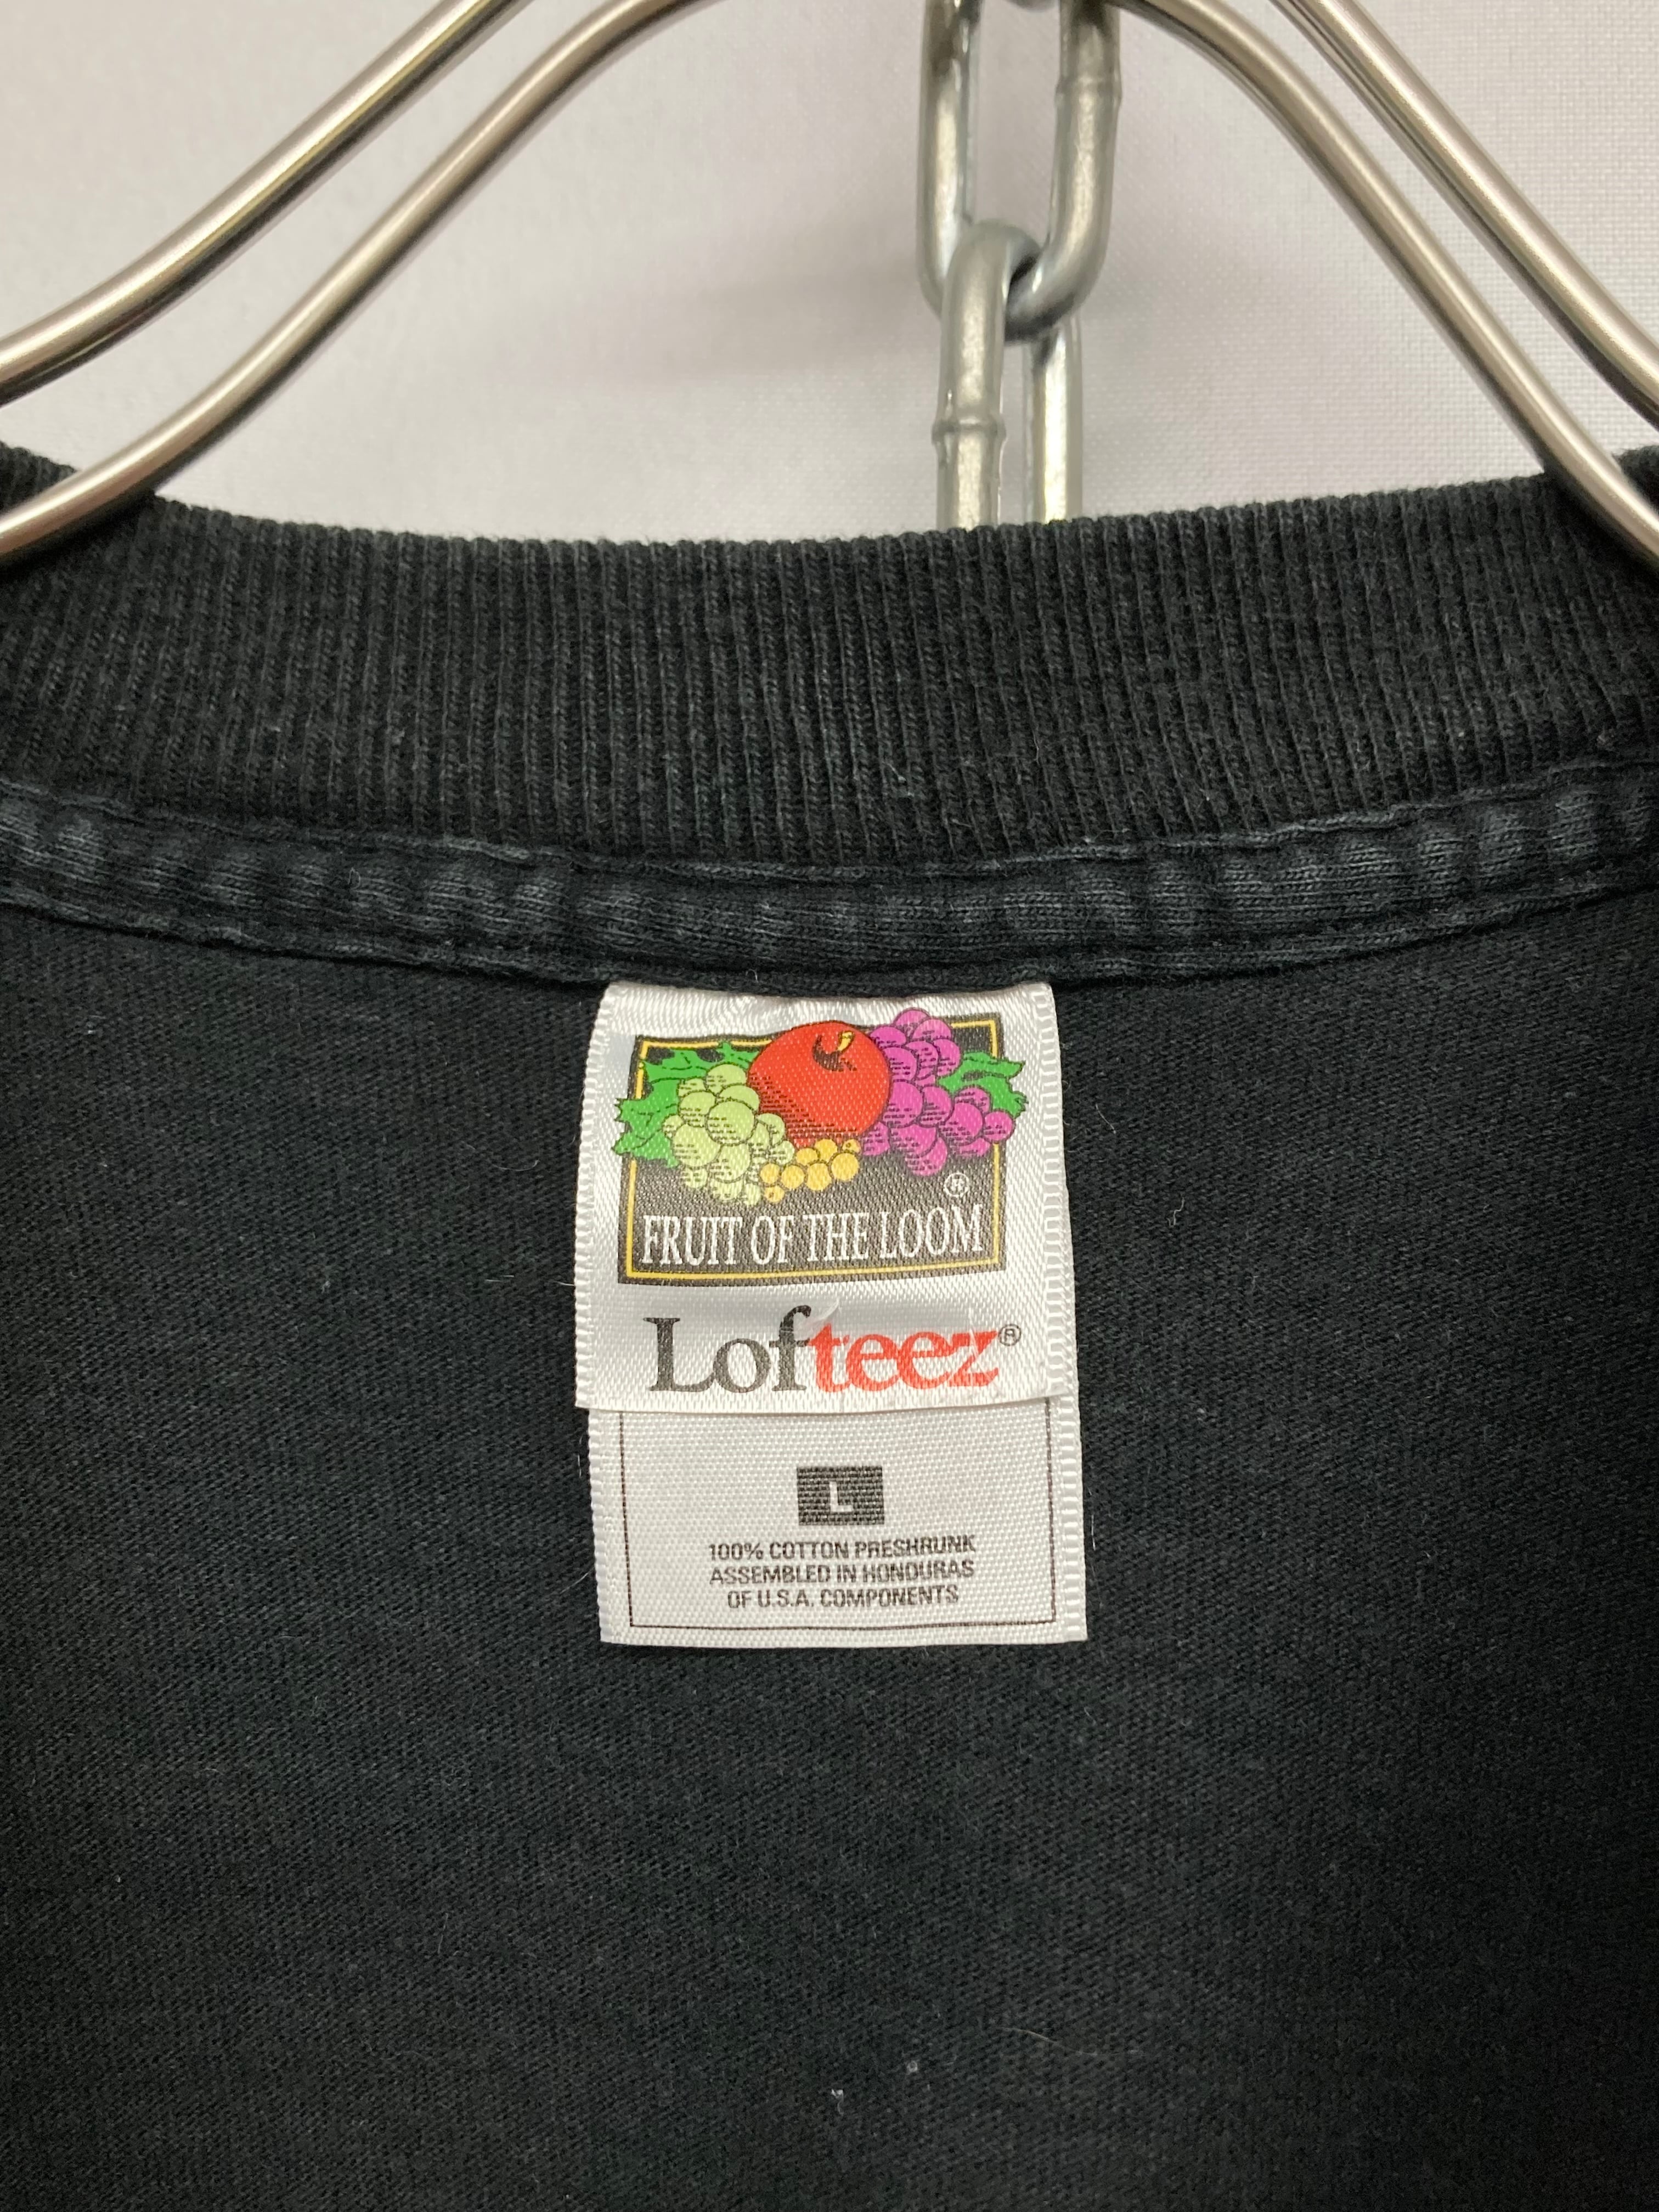 ®
FRUIT OF THE LOOM
Lofteez®
L
100% COTTON PRESHRUNK
ASSEMBLED IN HONDURAS
OF U.S.A. COMPONENTS